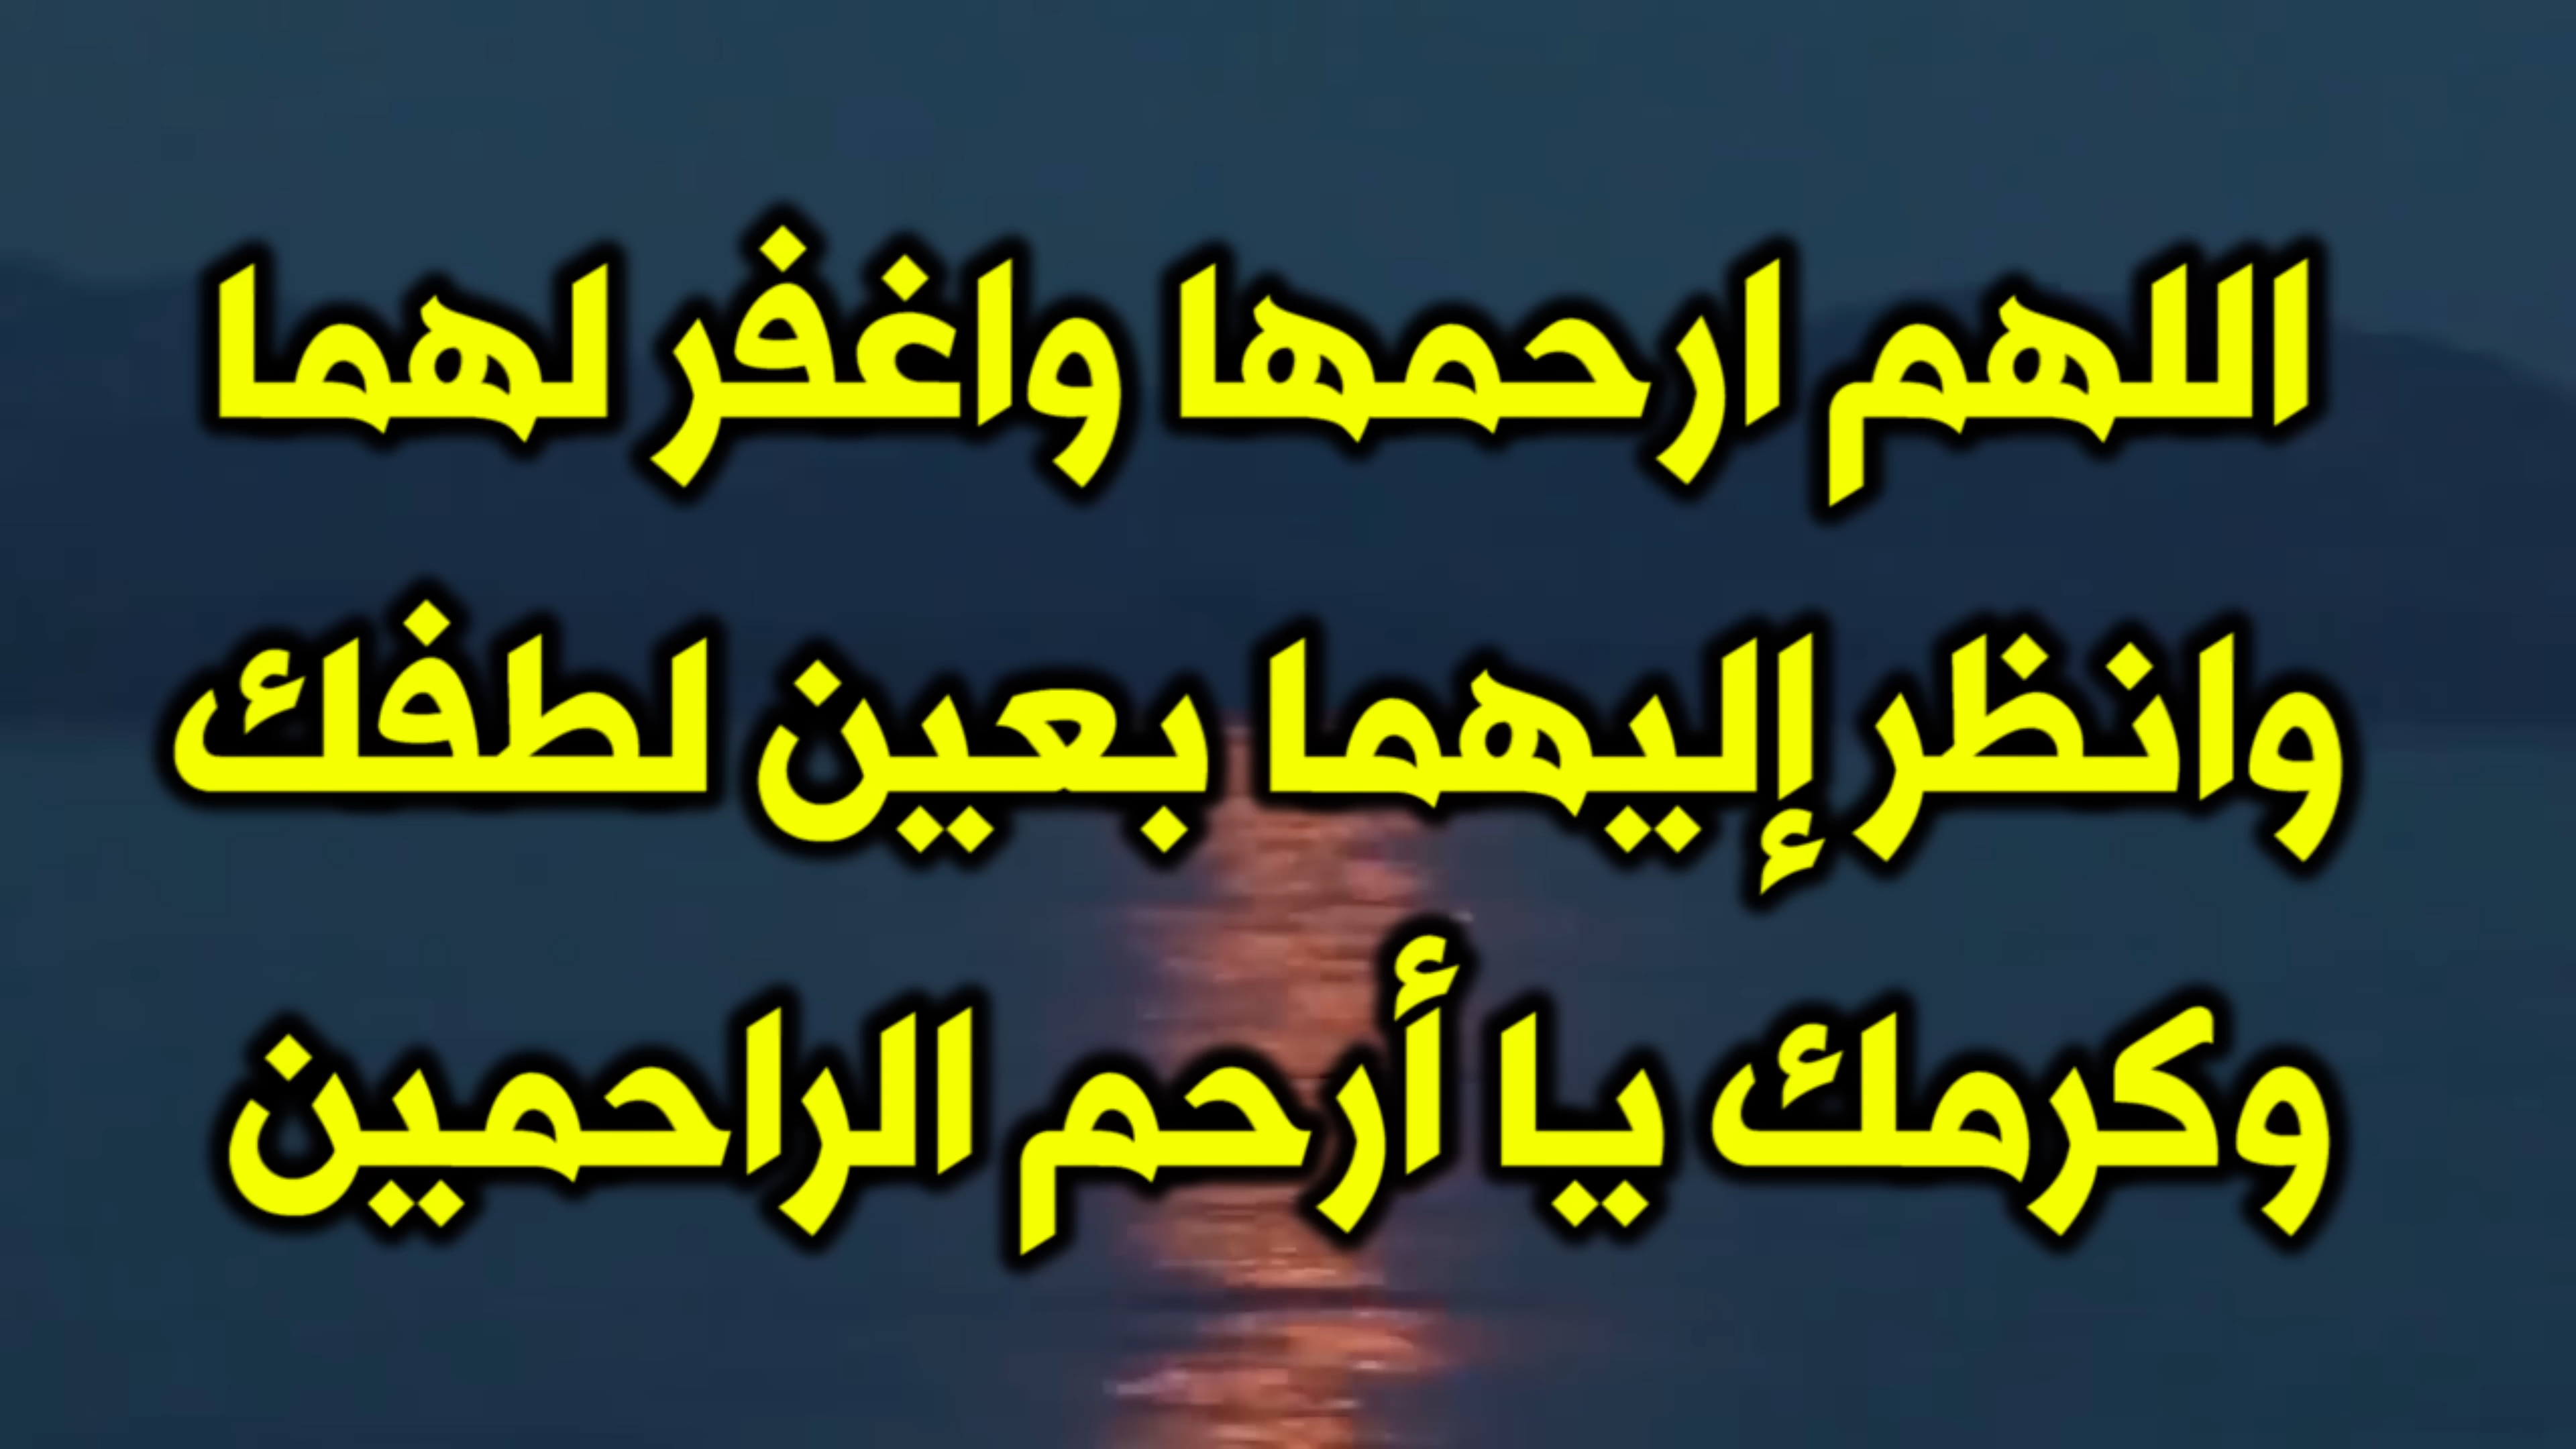 اللهم ارحمها واغفر لهما
وانظر إليهما بعين لطفك
وكرمك يا أرحم الراحمين